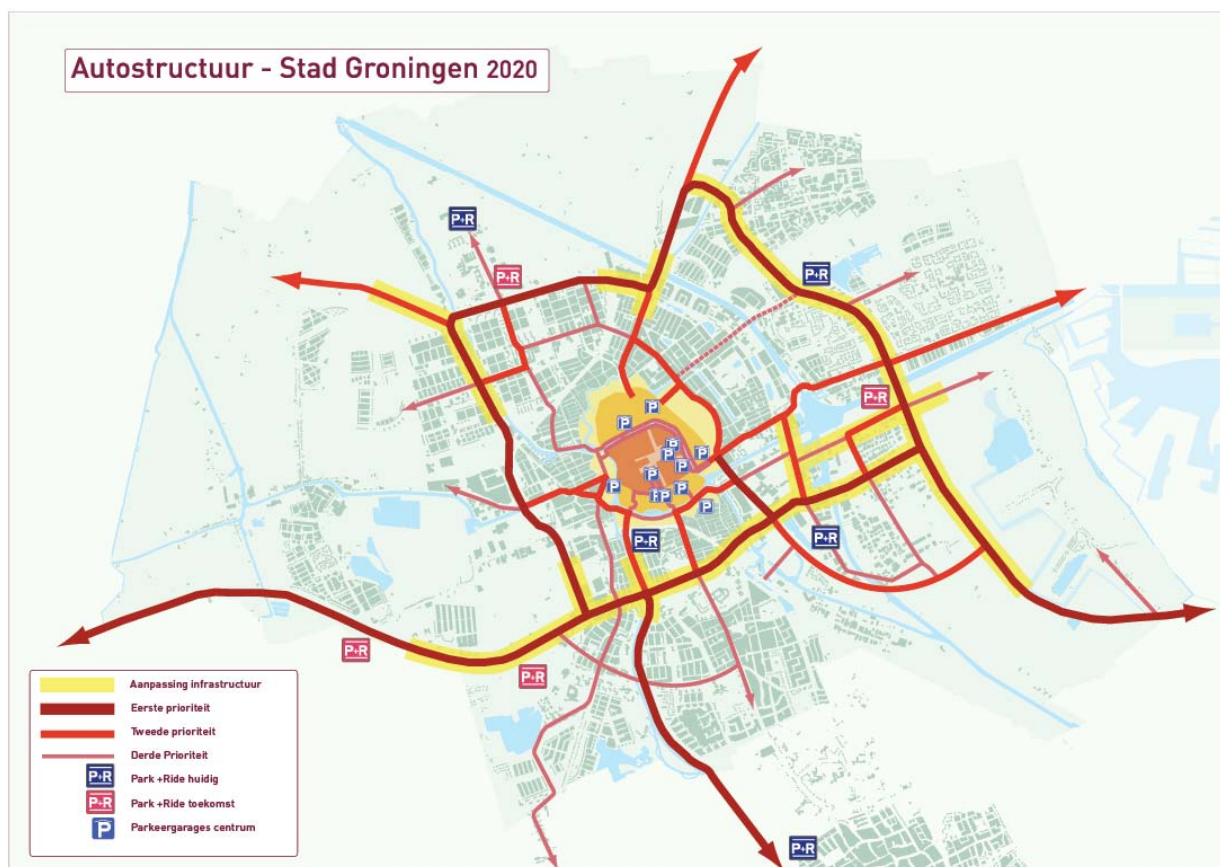 Autostructuur - Stad Groningen 2020
P+R
P+R
P+R
P+R
P
P
P
P
P
P
P
P
P
P
P
P
P+R
P+R
P+R
P+R
P+R
Aanpassing infrastructuur
Eerste prioriteit
Tweede prioriteit
Derde Prioriteit
P+R Park +Ride huidig
P+R Park +Ride toekomst
P Parkeergarages centrum